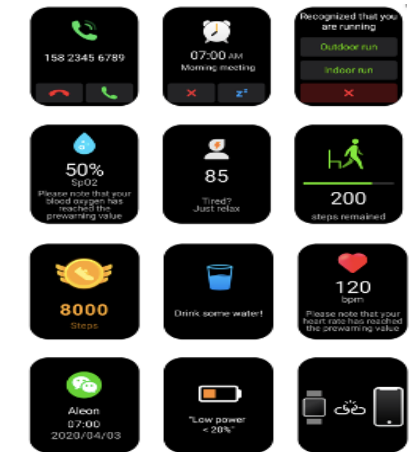 158 2345 6789
07:00 AM
Morning meeting
Recognized that you
are running
Outdoor run
Indoor run
50%
SpO2
Please note that your
blood oxygen has
reached the
prewarning value
85
Tired?
Just relax
200
steps remained
8000
Steps
Drink some water!
120
bpm
Please note that your
heart rate has reached
the prewarning value
Aleon
07:00
2020/04/03
"Low power
< 20%"